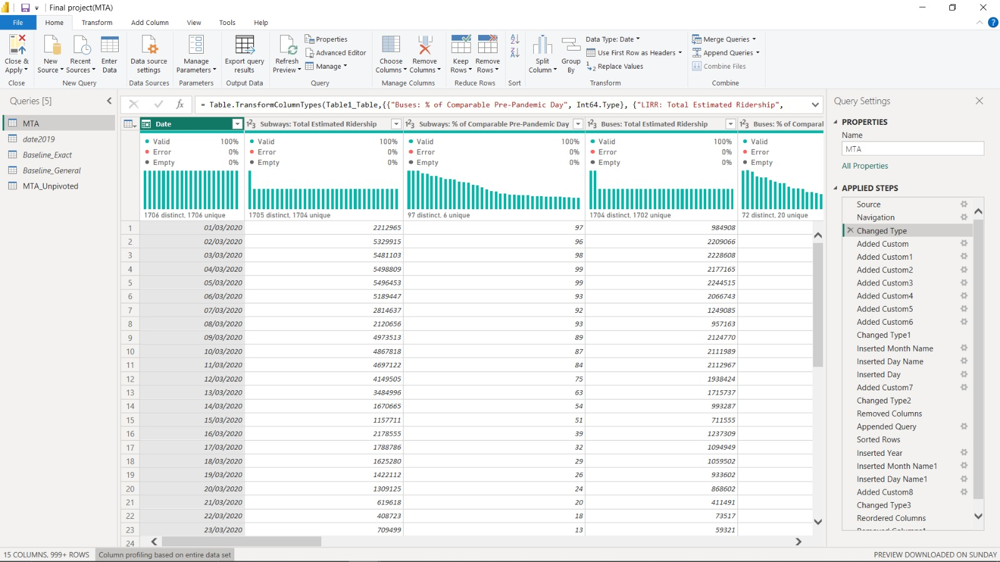 Final project(MTA)
File Home Transform Add Column View Tools Help
Close & Apply
New Source
Recent Sources
Enter Data
Data source settings
Manage Parameters
Export query results
Refresh Preview
Properties
Advanced Editor
Manage
Choose Columns
Remove Columns
Keep Rows
Remove Rows
Split Column
Group By
Data Type: Date
Use First Row as Headers
Replace Values
Merge Queries
Append Queries
Combine Files
Close New Query Data Sources Parameters Output Data Query Manage Columns Reduce Rows Sort Transform Combine
Queries [5]
MTA
date2019
Baseline_Exact
Baseline_General
MTA_Unpivoted
fx = Table.TransformColumnTypes(Table1_Table,{{"Buses: % of Comparable Pre-Pandemic Day", Int64.Type}, {"LIRR: Total Estimated Ridership",
Date 123 Subways: Total Estimated Ridership 123 Subways: % of Comparable Pre-Pandemic Day 123 Buses: Total Estimated Ridership 123 Buses: % of Comparal
Valid 100% Valid 100% Valid 100% Valid 100% Valid
Error 0% Error 0% Error 0% Error 0% Error
Empty 0% Empty 0% Empty 0% Empty 0% Empty
1706 distinct, 1706 unique 1705 distinct, 1704 unique 97 distinct, 6 unique 1704 distinct, 1702 unique 72 distinct, 20 unique
1 01/03/2020 2212965 97 984908
2 02/03/2020 5329915 96 2209066
3 03/03/2020 5481103 98 2228608
4 04/03/2020 5498809 99 2177165
5 05/03/2020 5496453 99 2244515
6 06/03/2020 5189447 93 2066743
7 07/03/2020 2814637 92 1249085
8 08/03/2020 2120656 93 957163
9 09/03/2020 4973513 89 2124770
10 10/03/2020 4867818 87 2111989
11 11/03/2020 4697122 84 2112967
12 12/03/2020 4149505 75 1938424
13 13/03/2020 3484996 63 1715737
14 14/03/2020 1670665 54 993287
15 15/03/2020 1157711 51 711555
16 16/03/2020 2178555 39 1237309
17 17/03/2020 1788786 32 1094949
18 18/03/2020 1625280 29 1059502
19 19/03/2020 1422112 26 933602
20 20/03/2020 1309125 24 868602
21 21/03/2020 619618 20 411491
22 22/03/2020 408723 18 73517
23 23/03/2020 709499 13 59321
24
Query Settings
PROPERTIES
Name
MTA
All Properties
APPLIED STEPS
Source
Navigation
Changed Type
Added Custom
Added Custom1
Added Custom2
Added Custom3
Added Custom4
Added Custom5
Added Custom6
Changed Type1
Inserted Month Name
Inserted Day Name
Inserted Day
Added Custom7
Changed Type2
Removed Columns
Appended Query
Sorted Rows
Inserted Year
Inserted Month Name1
Inserted Day Name1
Added Custom8
Changed Type3
Reordered Columns
Removed Columns1
15 COLUMNS, 999+ ROWS Column profiling based on entire data set PREVIEW DOWNLOADED ON SUNDAY